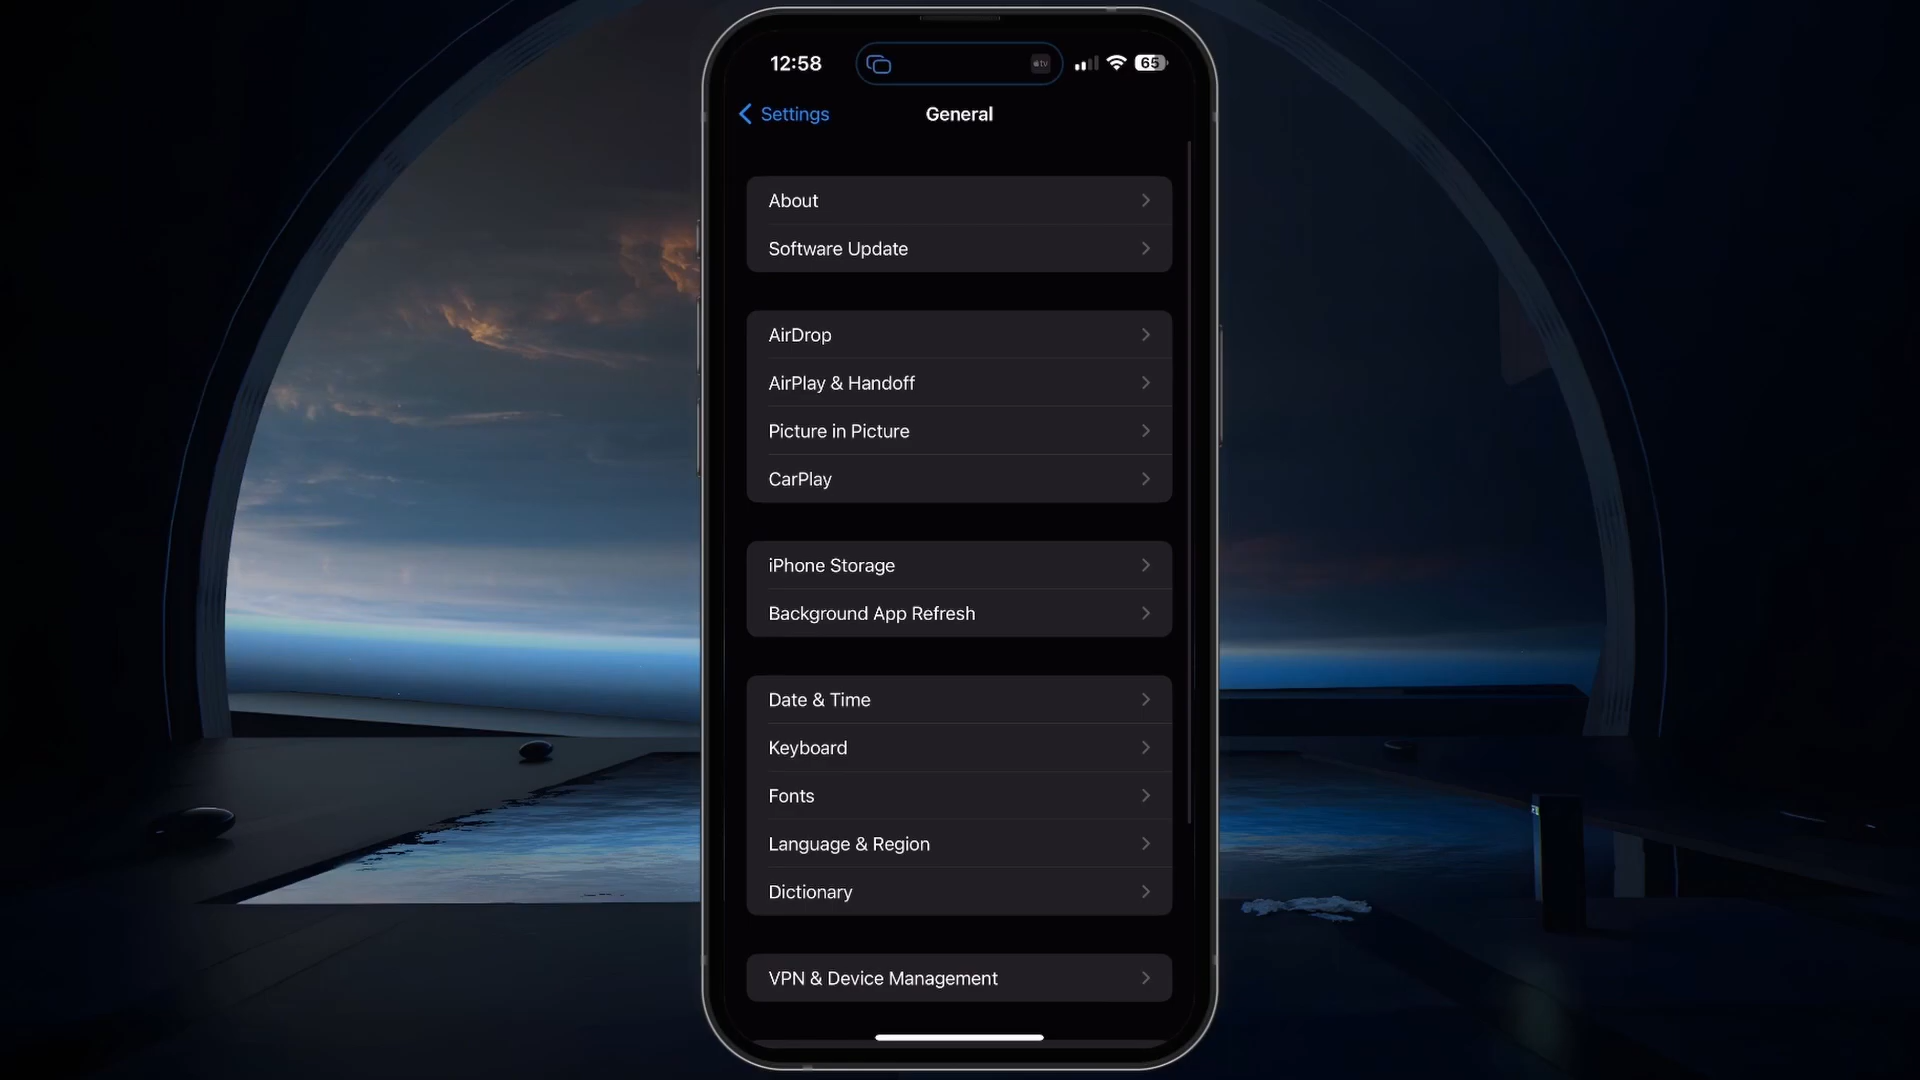 12:58
tv
65
Settings
General
About
Software Update
AirDrop
AirPlay & Handoff
Picture in Picture
CarPlay
iPhone Storage
Background App Refresh
Date & Time
Keyboard
Fonts
Language & Region
Dictionary
VPN & Device Management